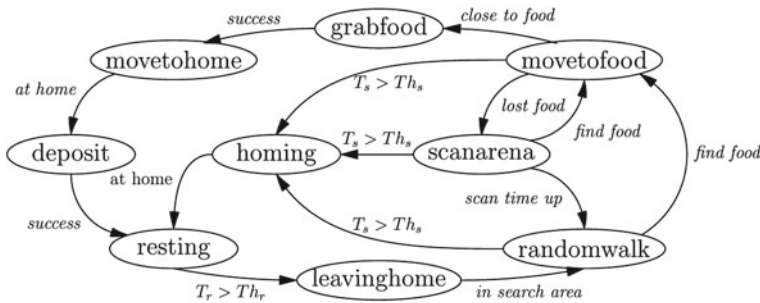 success
grabfood
close to food
movetohome
movetofood
at home
T_s > Th_s
lost food
find food
deposit
homing
T_s > Th_s
scanarena
find food
at home
scan time up
success
T_s > Th_s
resting
randomwalk
T_r > Th_r
leavinghome
in search area